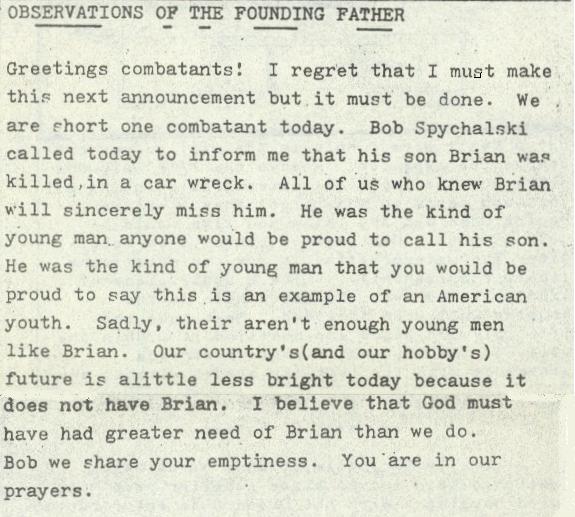 OBSERVATIONS OF THE FOUNDING FATHER
Greetings combatants! I regret that I must make
this next announcement but it must be done. We
are short one combatant today. Bob Spychalski
called today to inform me that his son Brian was
killed,in a car wreck. All of us who knew Brian
will sincerely miss him. He was the kind of
young man anyone would be proud to call his son.
He was the kind of young man that you would be
proud to say this is an example of an American
youth. Sadly, their aren't enough young men
like Brian. Our country's(and our hobby's)
future is alittle less bright today because it
does not have Brian. I believe that God must
have had greater need of Brian than we do.
Bob we share your emptiness. You are in our
prayers.